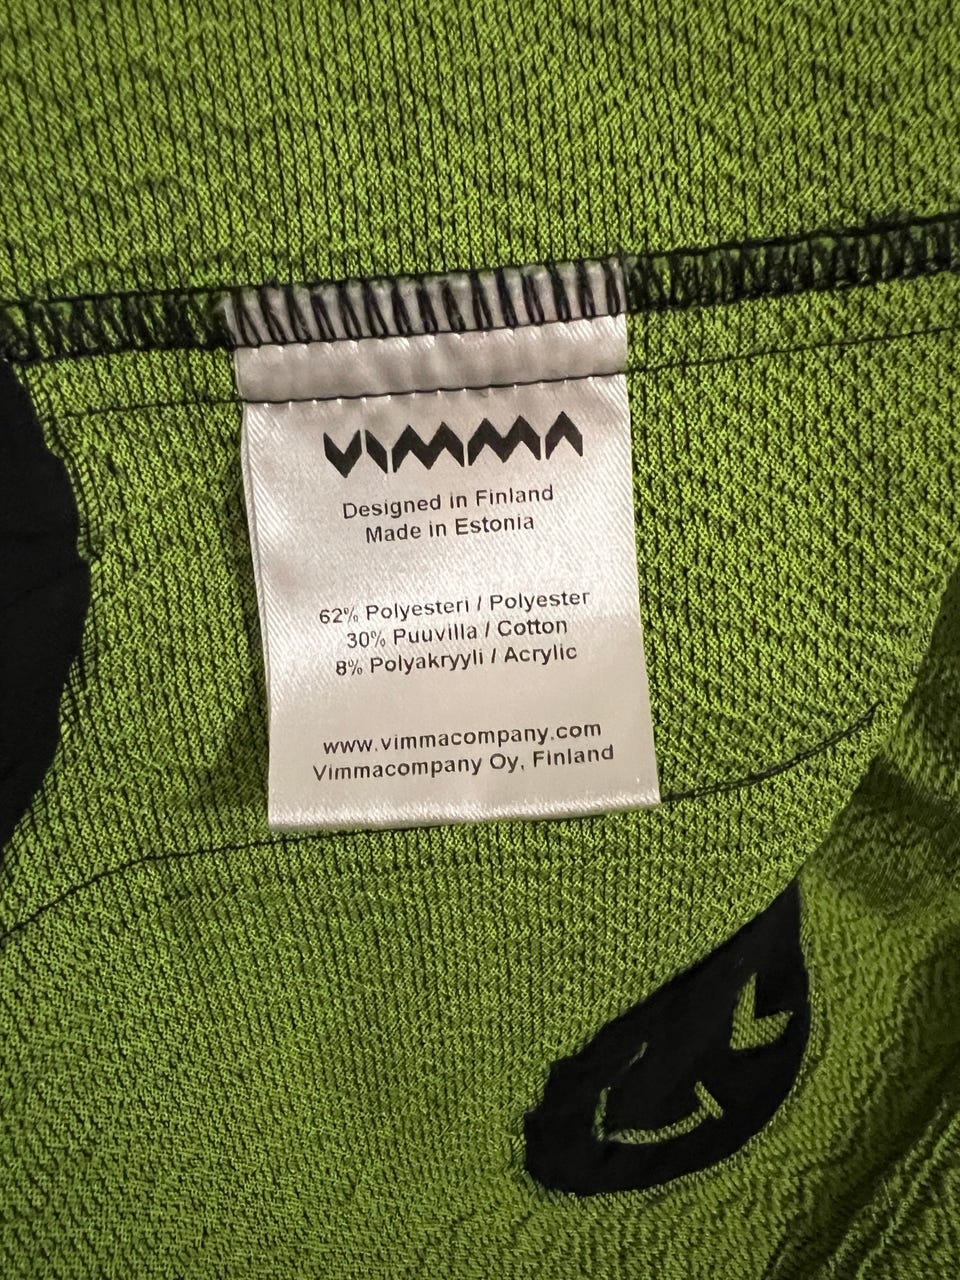 VIMMA
Designed in Finland
Made in Estonia
62% Polyesteri / Polyester
30% Puuvilla / Cotton
8% Polyakryyli / Acrylic
www.vimmacompany.com
Vimmacompany Oy, Finland